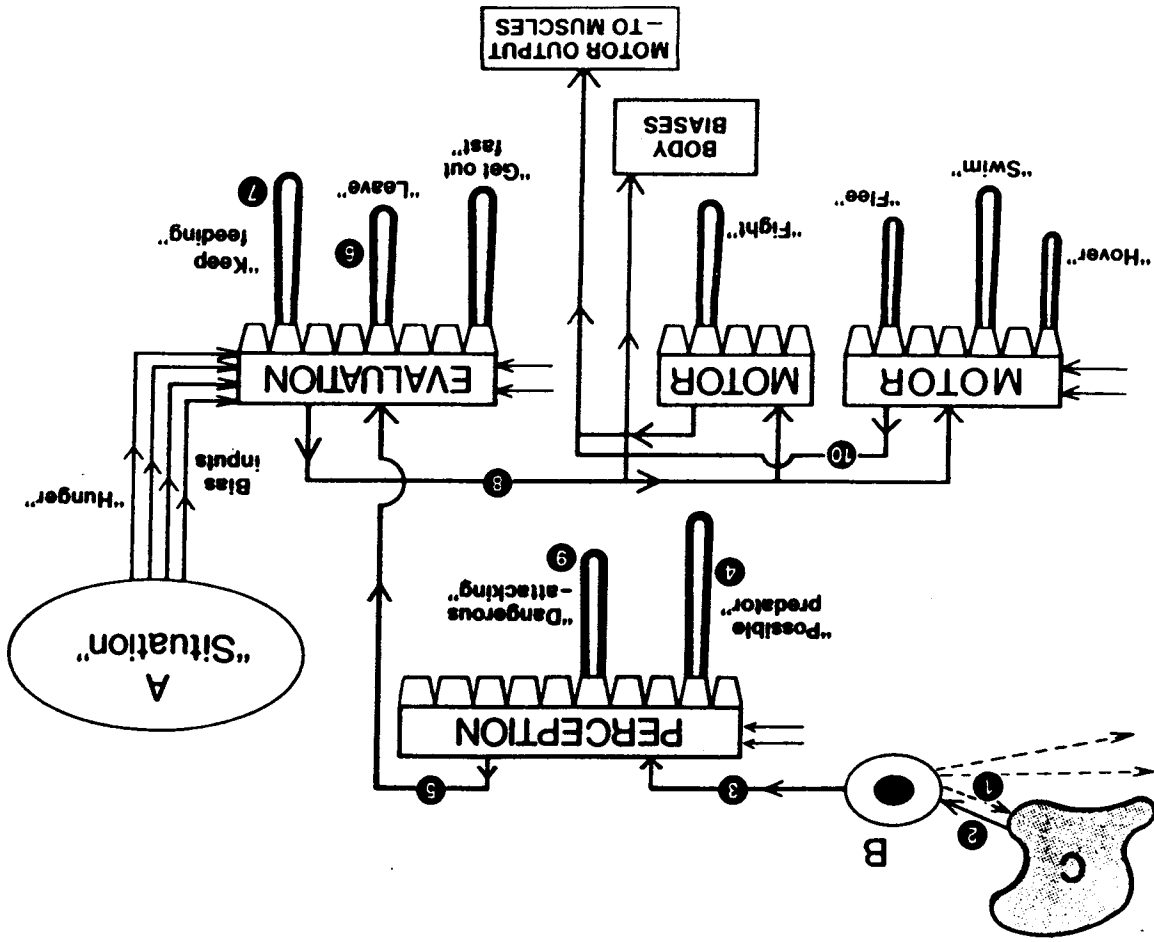 C
2
1
B
3
5
PERCEPTION
A
"Situation"
"Possible
predator"
4
"Dangerous
–attacking"
9
8
10
Bias
inputs
"Hunger"
MOTOR
MOTOR
EVALUATION
"Hover"
"Swim"
"Flee"
"Fight"
"Get out
fast"
"Leave"
6
"Keep
feeding"
7
BODY
BIASES
MOTOR OUTPUT
–TO MUSCLES